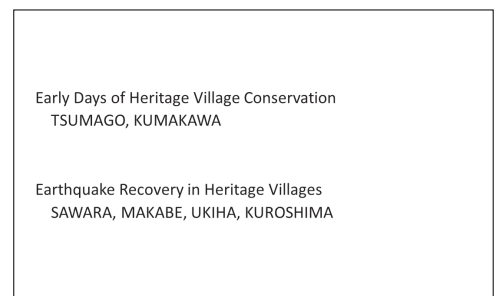 Early Days of Heritage Village Conservation
TSUMAGO, KUMAKAWA
Earthquake Recovery in Heritage Villages
SAWARA, MAKABE, UKIHA, KUROSHIMA